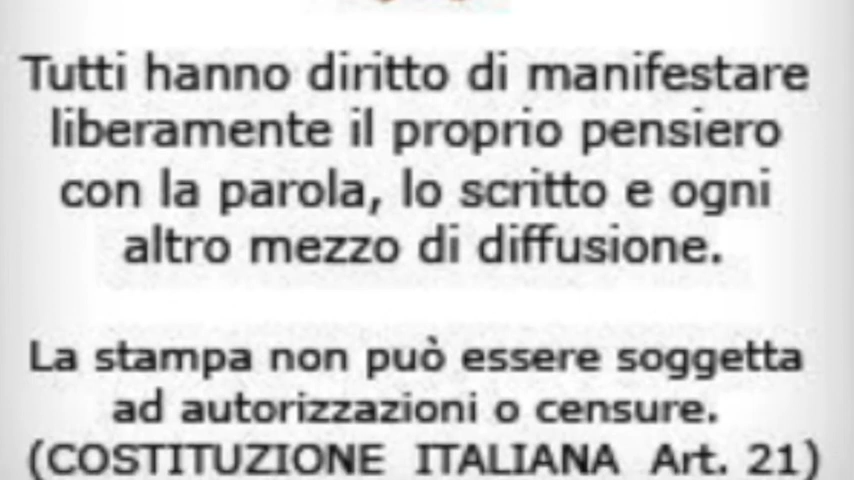 Tutti hanno diritto di manifestare
liberamente il proprio pensiero
con la parola, lo scritto e ogni
altro mezzo di diffusione.
La stampa non può essere soggetta
ad autorizzazioni o censure.
(COSTITUZIONE ITALIANA Art. 21)